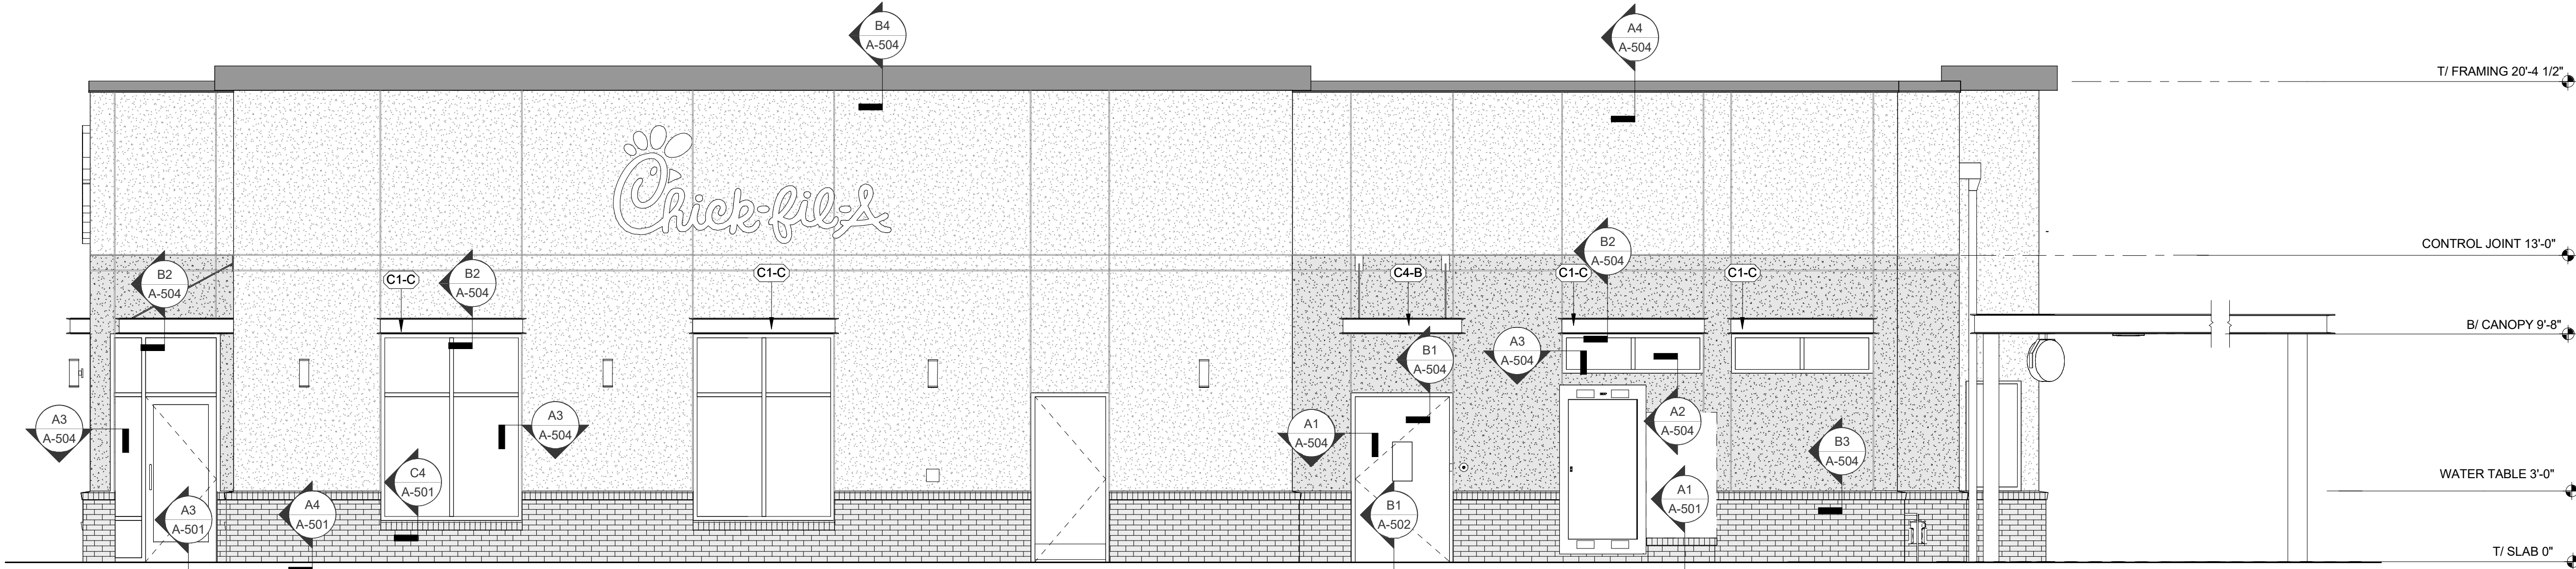 B4
A-504
A4
A-504
T/ FRAMING 20'-4 1/2"
Chick-fil-A
CONTROL JOINT 13'-0"
B2
A-504
C1-C
B2
A-504
C1-C
C4-B
C1-C
B2
A-504
C1-C
B/ CANOPY 9'-8"
A3
A-504
B1
A-504
A3
A-504
A3
A-504
A1
A-504
A2
A-504
B3
A-504
C4
A-501
WATER TABLE 3'-0"
A3
A-501
A4
A-501
B1
A-502
A1
A-501
T/ SLAB 0"